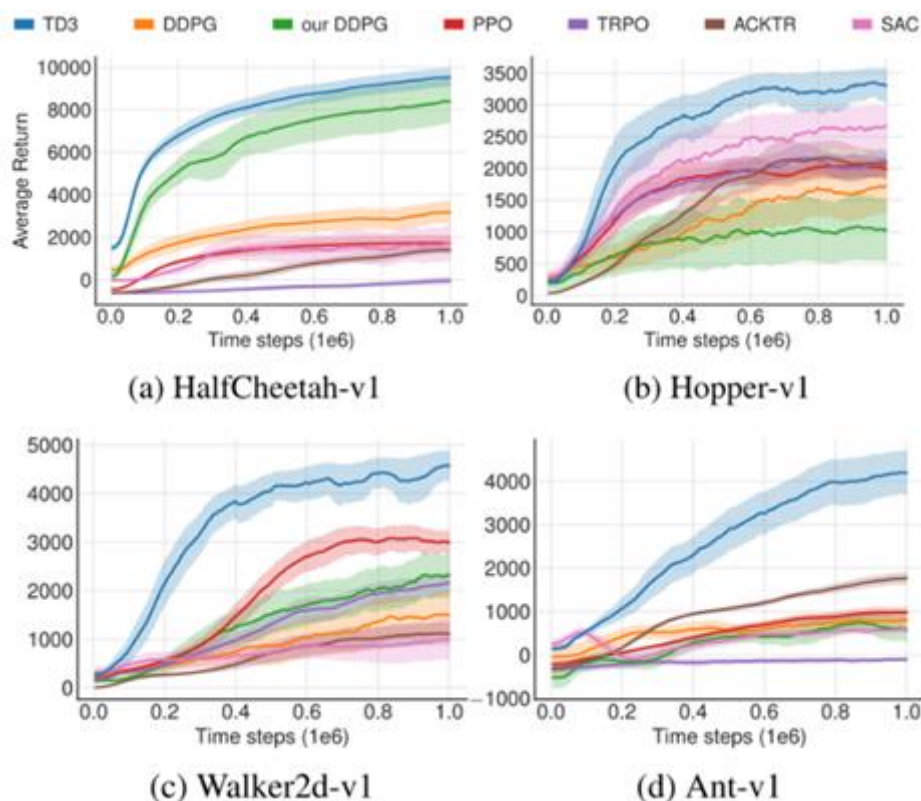 TD3 DDPG our DDPG PPO TRPO ACKTR SAC
10000
8000
6000
4000
2000
0
Average Return
0.0 0.2 0.4 0.6 0.8 1.0
Time steps (1e6)
(a) HalfCheetah-v1
3500
3000
2500
2000
1500
1000
500
0
0.0 0.2 0.4 0.6 0.8 1.0
Time steps (1e6)
(b) Hopper-v1
5000
4000
3000
2000
1000
0
0.0 0.2 0.4 0.6 0.8 1.0
Time steps (1e6)
(c) Walker2d-v1
4000
3000
2000
1000
0
−1000
0.0 0.2 0.4 0.6 0.8 1.0
Time steps (1e6)
(d) Ant-v1